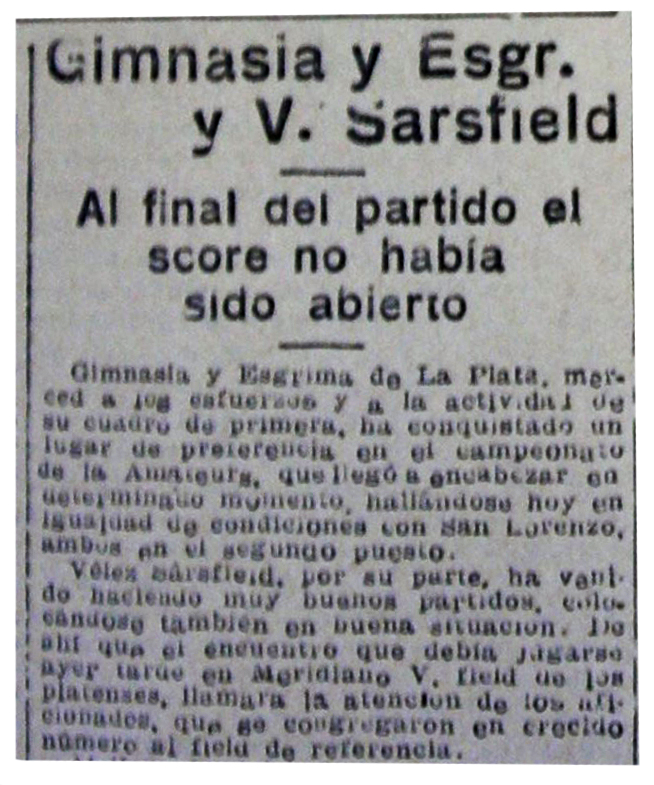 Gimnasia y Esgr.
y V. Sarsfield
Al final del partido el
score no había
sido abierto
Gimnasia y Esgrima de La Plata, mer-
ced a los esfuersos y a la actividad de
su cuadro de primera, ha conquistado un
lugar de preferencia en el campeonato
de la Amateurs, que llegó a encabezar en
determinado momento, hallándose hoy en
igualdad de condiciones con San Lorenzo,
ambos en el segundo puesto.
Vélez Sársfield, por su parte, ha veni-
do haciendo muy buenos partidos, colo-
cándose también en buena situación. De
ahí que el encuentro que debía jugarse
ayer tarde en Meridiano V. field de los
platenses, llamara la atención de los afi-
cionados, que se congregaron en crecido
número al field de referencia.